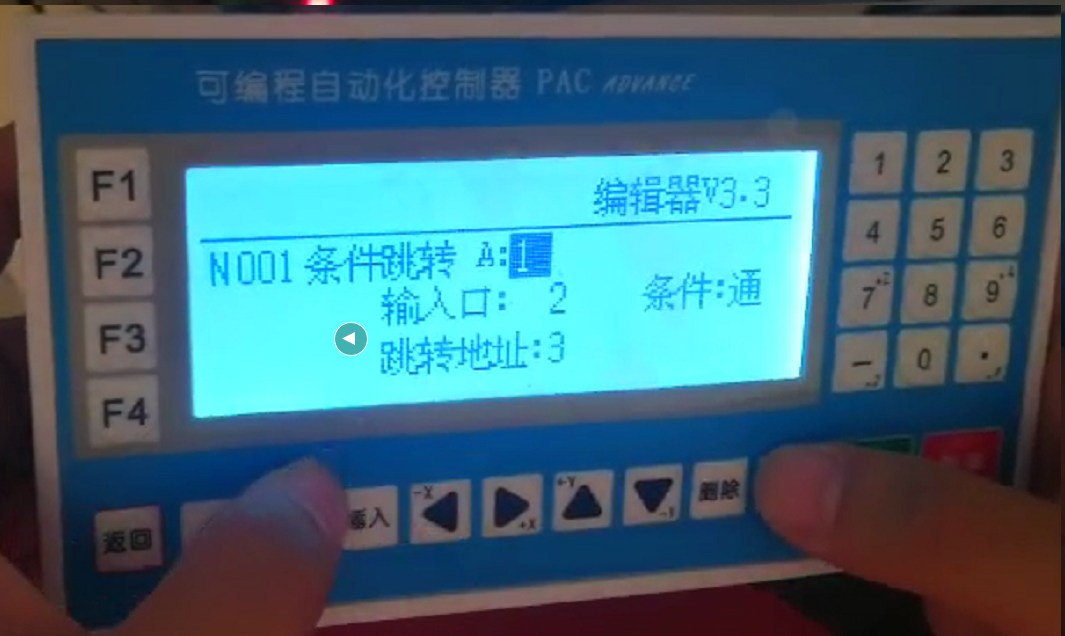 可编程自动化控制器 PAC ADVANCE
F1
F2
F3
F4
编辑器V3.3
N001 条件跳转 A:1
输入口: 2 条件:通
跳转地址:3
1 2 3
4 5 6
7 8 9
- 0 .
返回
插入
-X
+X
+Y
-Y
删除